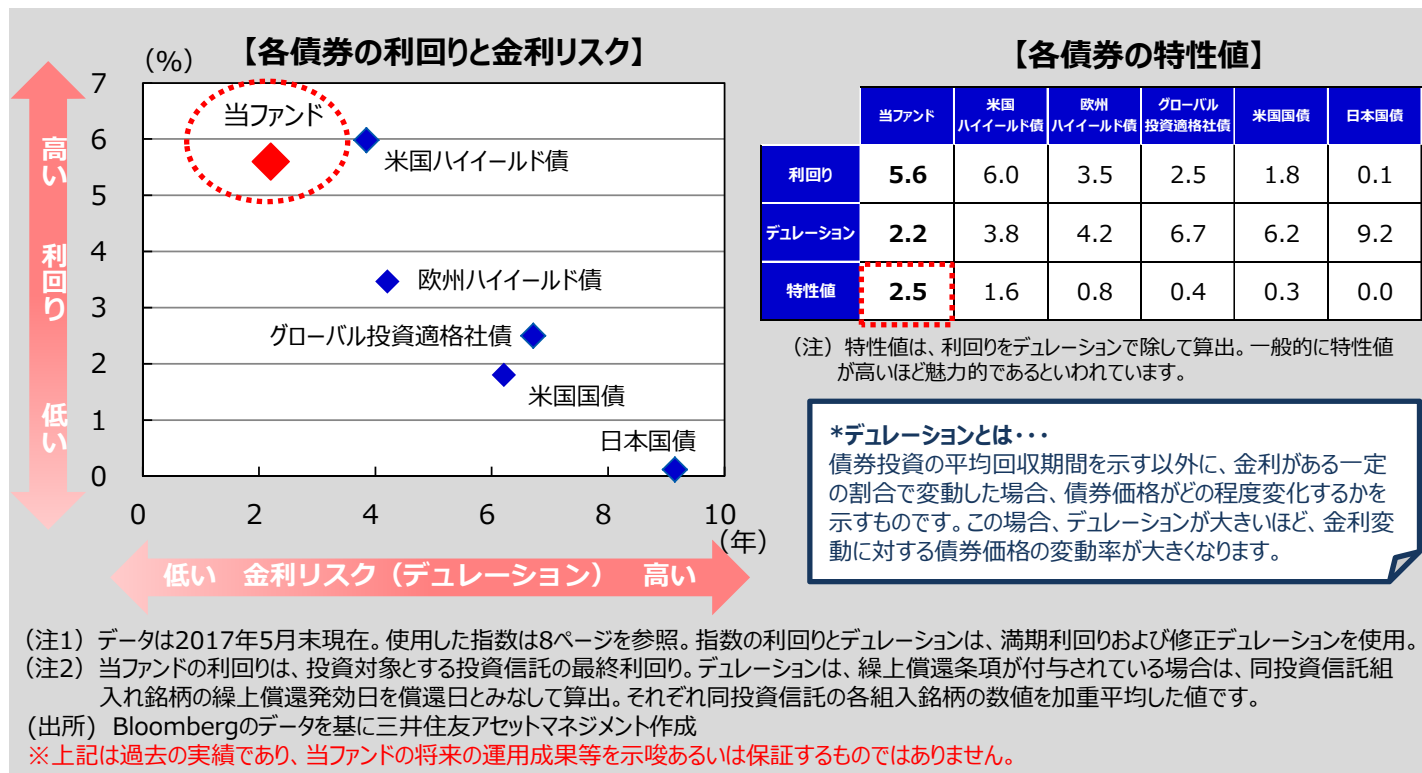 【各債券の利回りと金利リスク】
（%）
7
6
5
4
3
2
1
0
0 2 4 6 8 10
（年）
高い 利回り 低い
当ファンド
米国ハイイールド債
欧州ハイイールド債
グローバル投資適格社債
米国国債
日本国債
低い 金利リスク（デュレーション） 高い
【各債券の特性値】
当ファンド 米国ハイイールド債 欧州ハイイールド債 グローバル投資適格社債 米国国債 日本国債
利回り 5.6 6.0 3.5 2.5 1.8 0.1
デュレーション 2.2 3.8 4.2 6.7 6.2 9.2
特性値 2.5 1.6 0.8 0.4 0.3 0.0
（注）特性値は、利回りをデュレーションで除して算出。一般的に特性値
が高いほど魅力的であるといわれています。
*デュレーションとは・・・
債券投資の平均回収期間を示す以外に、金利がある一定
の割合で変動した場合、債券価格がどの程度変化するかを
示すものです。この場合、デュレーションが大きいほど、金利変
動に対する債券価格の変動率が大きくなります。
（注1）データは2017年5月末現在。使用した指数は8ページを参照。指数の利回りとデュレーションは、満期利回りおよび修正デュレーションを使用。
（注2）当ファンドの利回りは、投資対象とする投資信託の最終利回り。デュレーションは、繰上償還条項が付与されている場合は、同投資信託組
入れ銘柄の繰上償還発効日を償還日とみなして算出。それぞれ同投資信託の各組入銘柄の数値を加重平均した値です。
(出所) Bloombergのデータを基に三井住友アセットマネジメント作成
※上記は過去の実績であり、当ファンドの将来の運用成果等を示唆あるいは保証するものではありません。